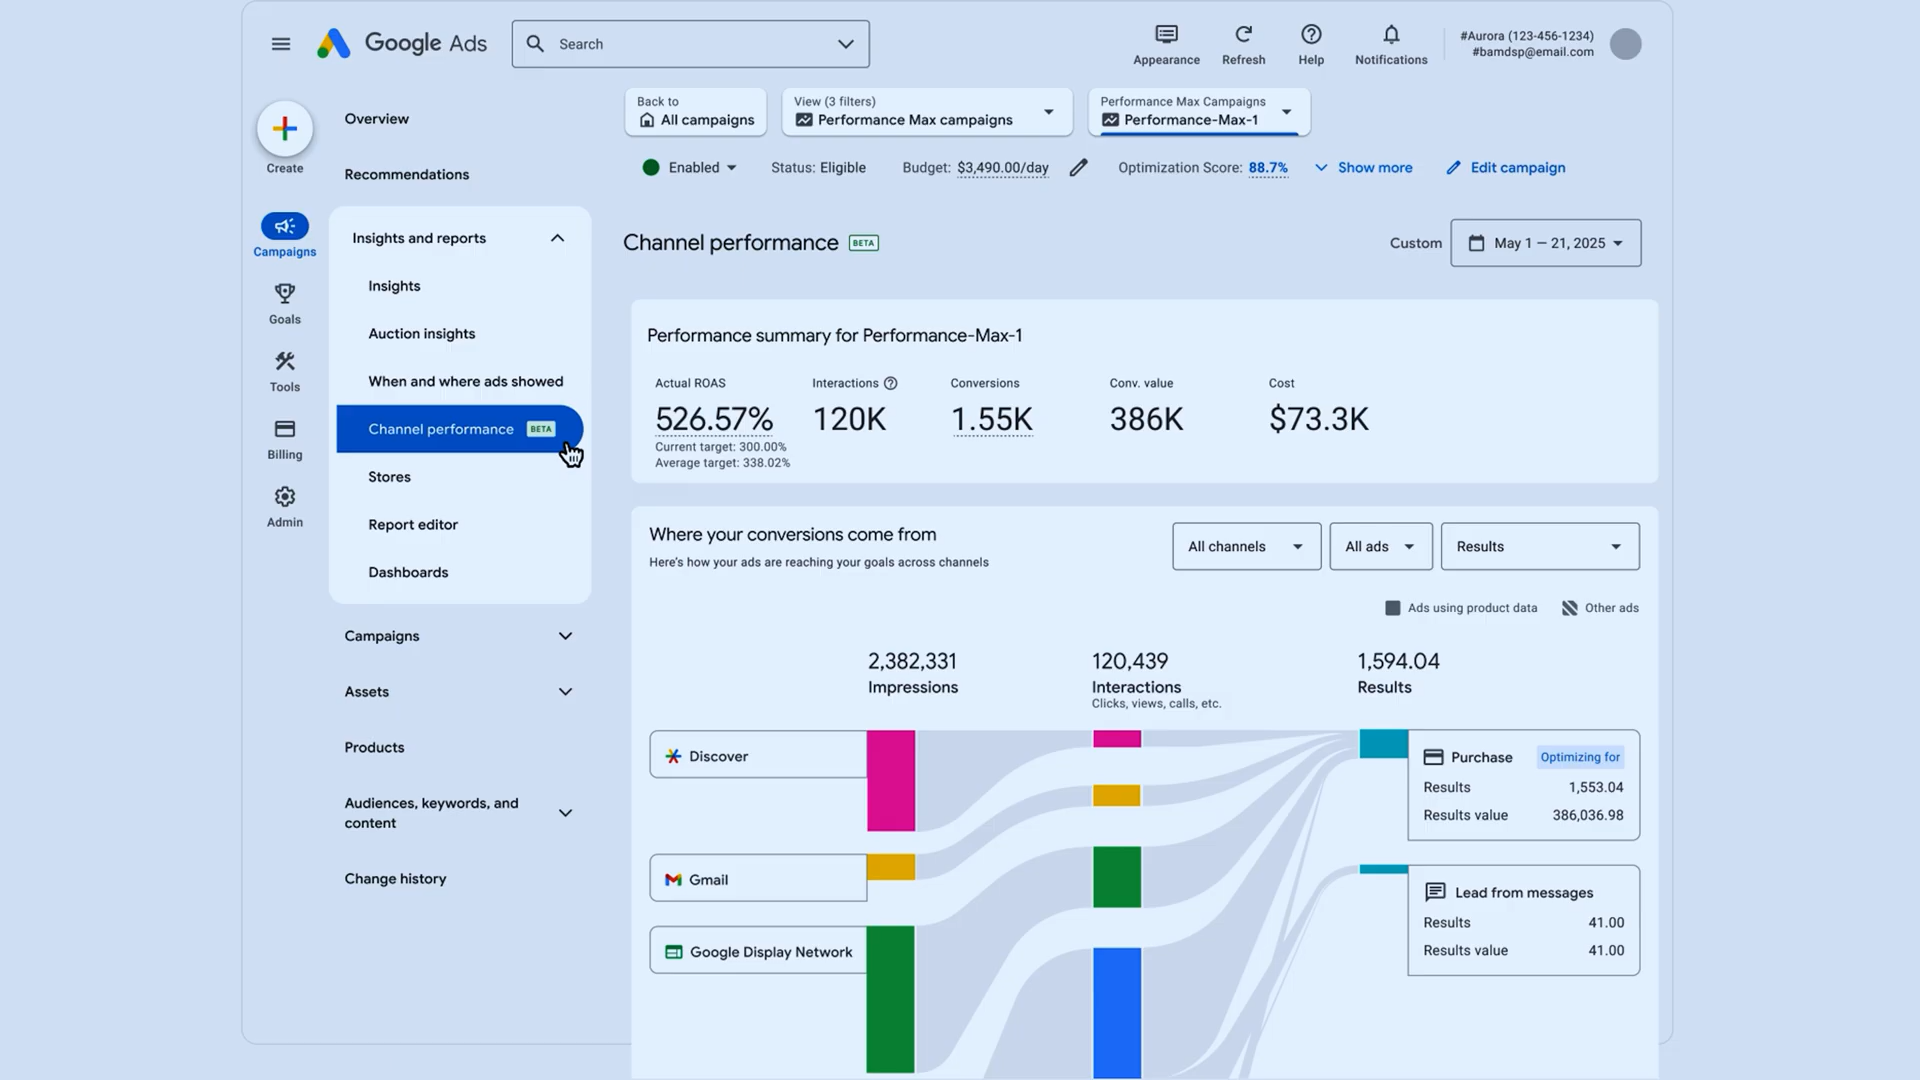 Google Ads
Search
Appearance
Refresh
Help
Notifications
#Aurora (123-456-1234)
#bamdsp@email.com
Create
Campaigns
Goals
Tools
Billing
Admin
Overview
Recommendations
Insights and reports
Insights
Auction insights
When and where ads showed
Channel performance BETA
Stores
Report editor
Dashboards
Campaigns
Assets
Products
Audiences, keywords, and
content
Change history
Back to
All campaigns
View (3 filters)
Performance Max campaigns
Performance Max Campaigns
Performance-Max-1
Enabled
Status: Eligible
Budget: $3,490.00/day
Optimization Score: 88.7%
Show more
Edit campaign
Channel performance BETA
Custom
May 1 – 21, 2025
Performance summary for Performance-Max-1
Actual ROAS
526.57%
Current target: 300.00%
Average target: 338.02%
Interactions
120K
Conversions
1.55K
Conv. value
386K
Cost
$73.3K
Where your conversions come from
Here's how your ads are reaching your goals across channels
All channels
All ads
Results
Ads using product data
Other ads
2,382,331
Impressions
120,439
Interactions
Clicks, views, calls, etc.
1,594.04
Results
Discover
Gmail
Google Display Network
Purchase Optimizing for
Results 1,553.04
Results value 386,036.98
Lead from messages
Results 41.00
Results value 41.00